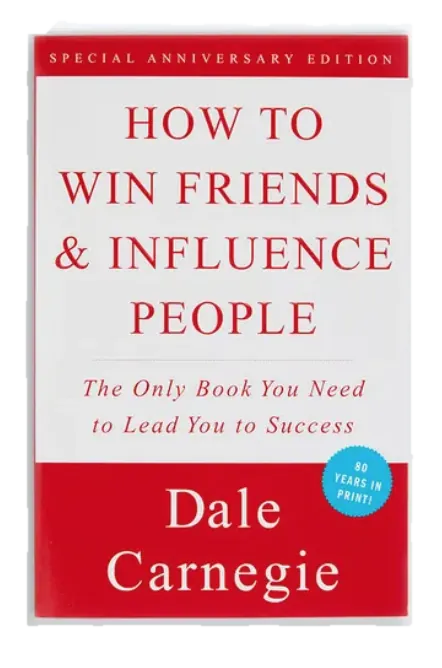 SPECIAL ANNIVERSARY EDITION
HOW TO
WIN FRIENDS
& INFLUENCE
PEOPLE
The Only Book You Need
to Lead You to Success
80
YEARS IN
PRINT!
Dale
Carnegie